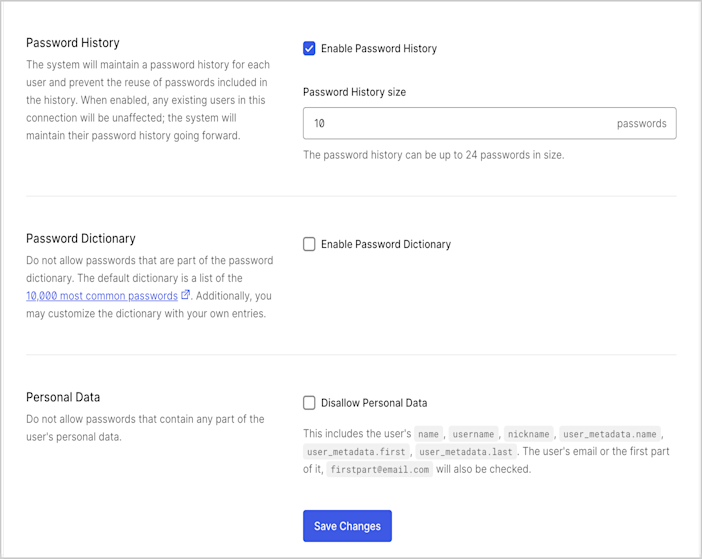 Password History
The system will maintain a password history for each
user and prevent the reuse of passwords included in
the history. When enabled, any existing users in this
connection will be unaffected; the system will
maintain their password history going forward.
Enable Password History
Password History size
10 passwords
The password history can be up to 24 passwords in size.
Password Dictionary
Do not allow passwords that are part of the password
dictionary. The default dictionary is a list of the
10,000 most common passwords . Additionally, you
may customize the dictionary with your own entries.
Enable Password Dictionary
Personal Data
Do not allow passwords that contain any part of the
user's personal data.
Disallow Personal Data
This includes the user's name , username , nickname , user_metadata.name ,
user_metadata.first , user_metadata.last . The user's email or the first part
of it, firstpart@email.com will also be checked.
Save Changes